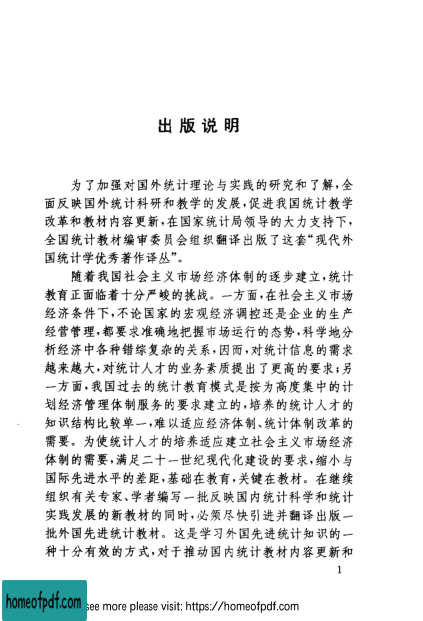 出版说明
为了加强对国外统计理论与实践的研究和了解,全
面反映国外统计科研和教学的发展,促进我国统计教学
改革和教材内容更新,在国家统计局领导的大力支持下,
全国统计教材编审委员会组织翻译出版了这套“现代外
国统计学优秀著作译丛”。
随着我国社会主义市场经济体制的逐步建立,统计
教育正面临着十分严峻的挑战。一方面,在社会主义市场
经济条件下,不论国家的宏观经济调控还是企业的生产
经营管理,都要求准确地把握市场运行的态势,科学地分
析经济中各种错综复杂的关系,因而,对统计信息的需求
越来越大,对统计人才的业务素质提出了更高的要求;另
一方面,我国过去的统计教育模式是按为高度集中的计
划经济管理体制服务的要求建立的,培养的统计人才的
知识结构比较单一,难以适应经济体制、统计体制改革的
需要。为使统计人才的培养适应建立社会主义市场经济
体制的需要,满足二十一世纪现代化建设的要求,缩小与
国际先进水平的差距,基础在教育,关键在教材。在继续
组织有关专家、学者编写一批反映国内统计科学和统计
实践发展的新教材的同时,必须尽快引进并翻译出版一
批外国先进统计教材。这是学习外国先进统计知识的一
种十分有效的方式,对于推动国内统计教材内容更新和
1
homeofpdf.com
see more please visit: https://homeofpdf.com